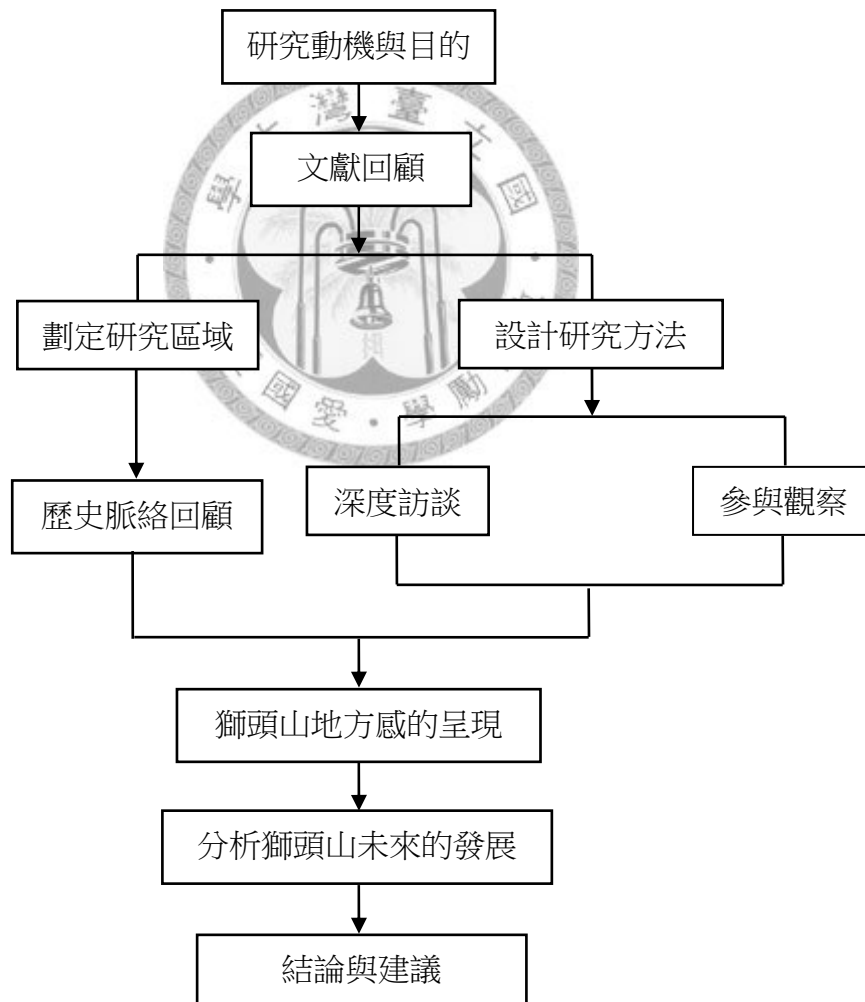 研究動機與目的
文獻回顧
劃定研究區域
設計研究方法
歷史脈絡回顧
深度訪談
參與觀察
獅頭山地方感的呈現
分析獅頭山未來的發展
結論與建議